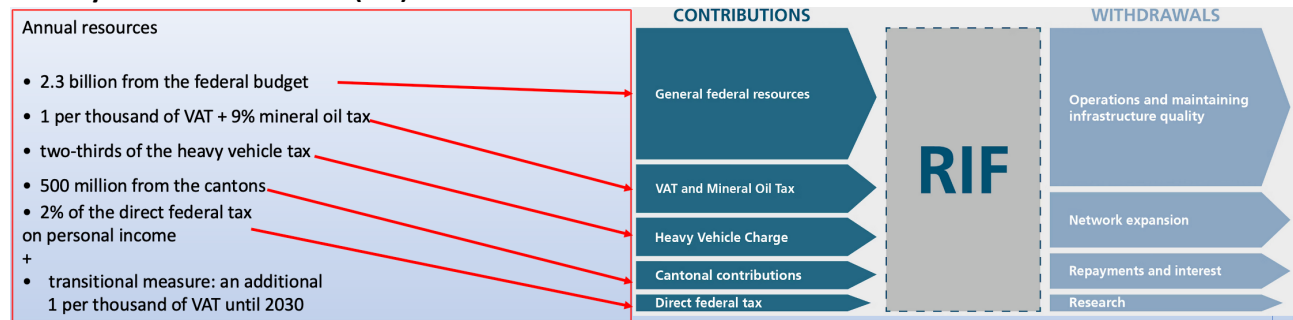 Annual resources
• 2.3 billion from the federal budget
• 1 per thousand of VAT + 9% mineral oil tax
• two-thirds of the heavy vehicle tax
• 500 million from the cantons
• 2% of the direct federal tax
on personal income
+
• transitional measure: an additional
1 per thousand of VAT until 2030
CONTRIBUTIONS
General federal resources
VAT and Mineral Oil Tax
Heavy Vehicle Charge
Cantonal contributions
Direct federal tax
RIF
WITHDRAWALS
Operations and maintaining
infrastructure quality
Network expansion
Repayments and interest
Research